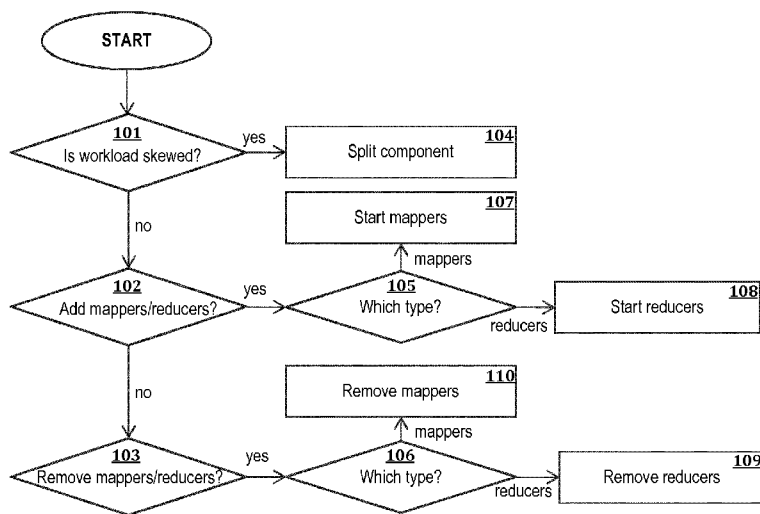 START
101
Is workload skewed?
yes
104
Split component
no
107
Start mappers
mappers
102
Add mappers/reducers?
yes
105
Which type?
reducers
108
Start reducers
no
110
Remove mappers
mappers
103
Remove mappers/reducers?
yes
106
Which type?
reducers
109
Remove reducers